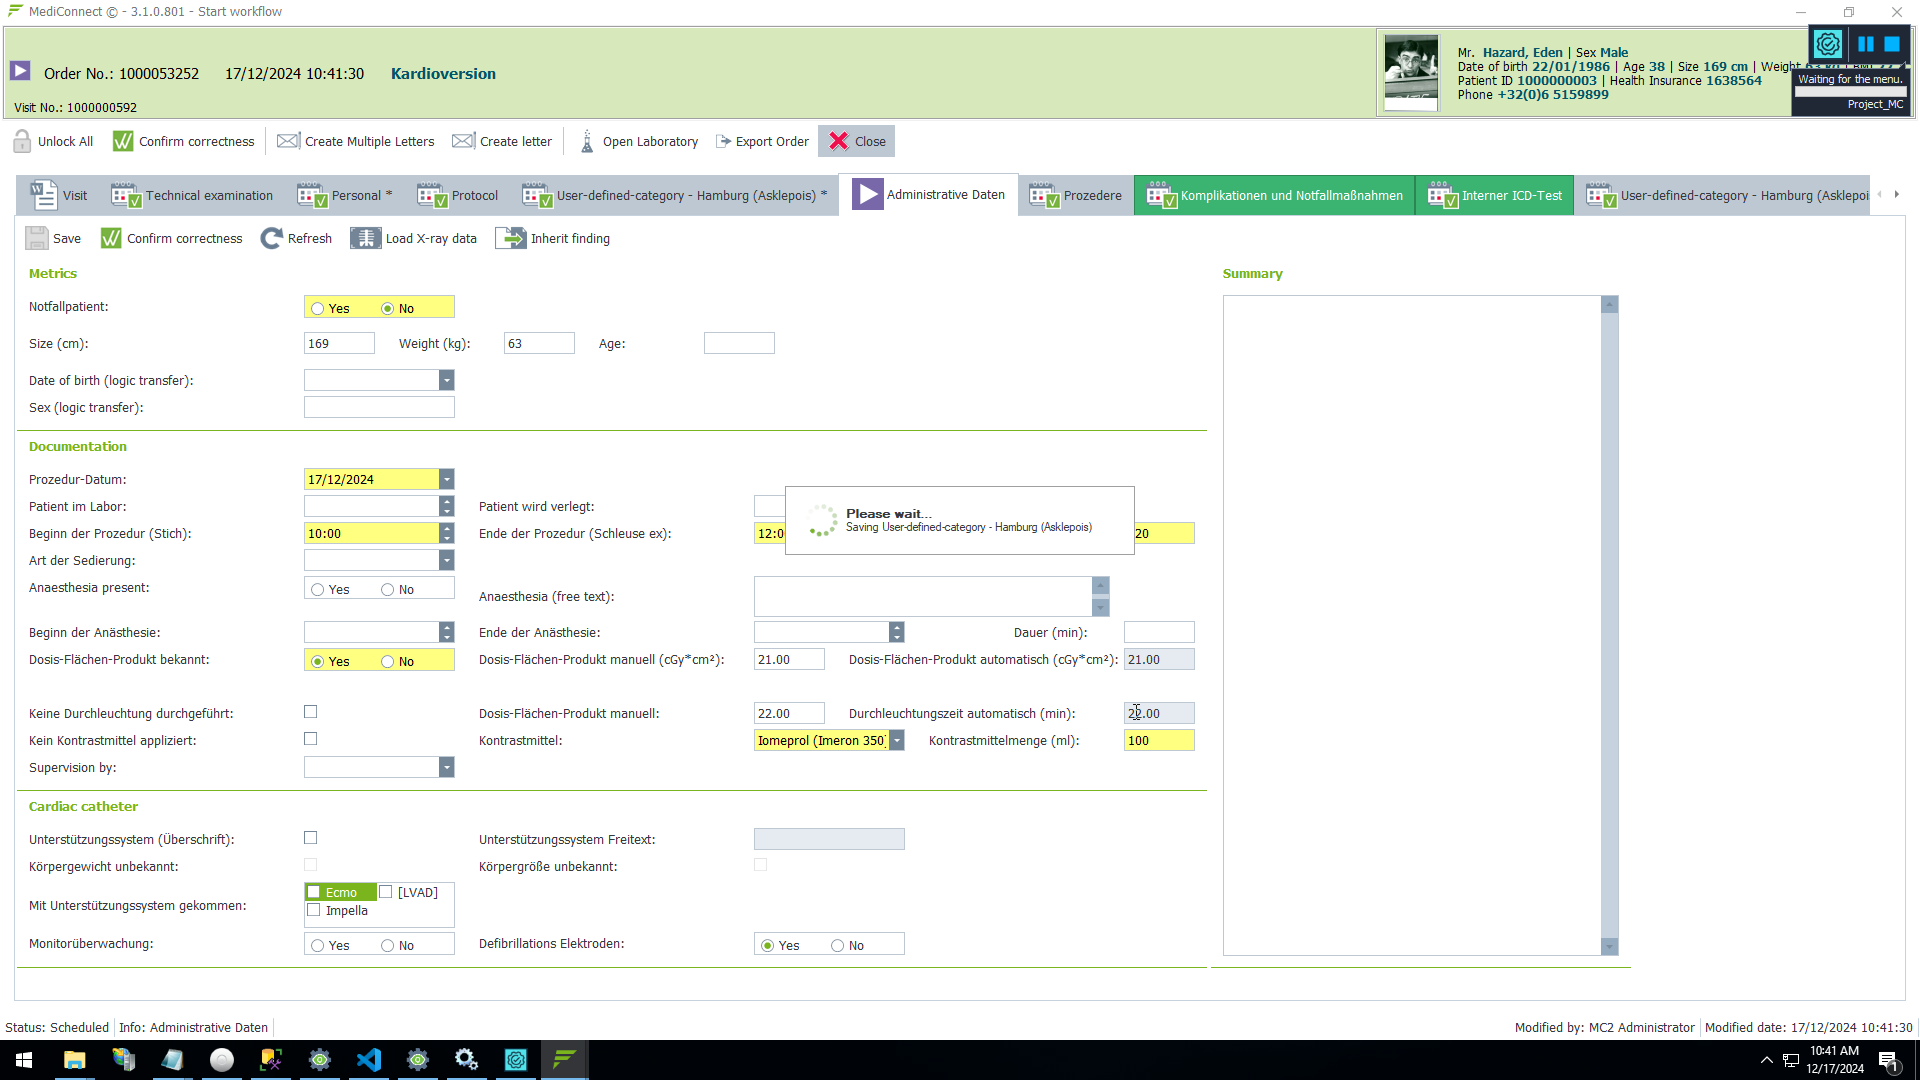 MediConnect © - 3.1.0.801 - Start workflow
Order No.: 1000053252 17/12/2024 10:41:30 Kardioversion
Visit No.: 1000000592
Mr. Hazard, Eden | Sex Male
Date of birth 22/01/1986 | Age 38 | Size 169 cm | Weight
Patient ID 1000000003 | Health Insurance 1638564
Phone +32(0)6 5159899
Waiting for the menu.
Project_MC
Unlock All Confirm correctness Create Multiple Letters Create letter Open Laboratory Export Order Close
Visit Technical examination Personal * Protocol User-defined-category - Hamburg (Asklepois) * Administrative Daten Prozedere Komplikationen und Notfallmaßnahmen Interner ICD-Test User-defined-category - Hamburg (Asklepoi
Save Confirm correctness Refresh Load X-ray data Inherit finding
Metrics
Summary
Notfallpatient: Yes No
Size (cm): 169 Weight (kg): 63 Age:
Date of birth (logic transfer):
Sex (logic transfer):
Documentation
Prozedur-Datum: 17/12/2024
Patient im Labor: Patient wird verlegt:
Beginn der Prozedur (Stich): 10:00 Ende der Prozedur (Schleuse ex): 12:0 20
Please wait...
Saving User-defined-category - Hamburg (Asklepois)
Art der Sedierung:
Anaesthesia present: Yes No Anaesthesia (free text):
Beginn der Anästhesie: Ende der Anästhesie: Dauer (min):
Dosis-Flächen-Produkt bekannt: Yes No Dosis-Flächen-Produkt manuell (cGy*cm²): 21.00 Dosis-Flächen-Produkt automatisch (cGy*cm²): 21.00
Keine Durchleuchtung durchgeführt: Dosis-Flächen-Produkt manuell: 22.00 Durchleuchtungszeit automatisch (min): 22.00
Kein Kontrastmittel appliziert: Kontrastmittel: Iomeprol (Imeron 350) Kontrastmittelmenge (ml): 100
Supervision by:
Cardiac catheter
Unterstützungssystem (Überschrift): Unterstützungssystem Freitext:
Körpergewicht unbekannt: Körpergröße unbekannt:
Mit Unterstützungssystem gekommen: Ecmo [LVAD]
Impella
Monitorüberwachung: Yes No Defibrillations Elektroden: Yes No
Status: Scheduled Info: Administrative Daten Modified by: MC2 Administrator Modified date: 17/12/2024 10:41:30
10:41 AM
12/17/2024
1